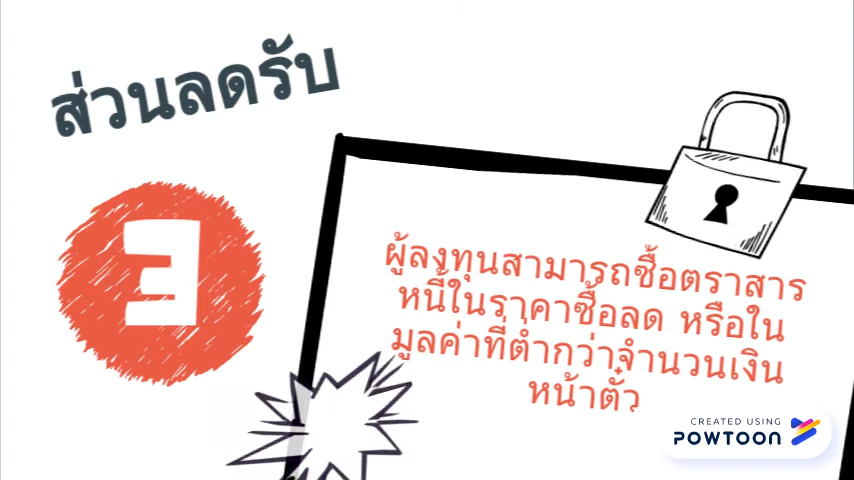 ส่วนลดรับ
3
ผู้ลงทุนสามารถซื้อตราสาร
หนี้ในราคาซื้อลด หรือใน
มูลค่าที่ต่ำกว่าจำนวนเงิน
หน้าตั๋ว
CREATED USING
POWTOON